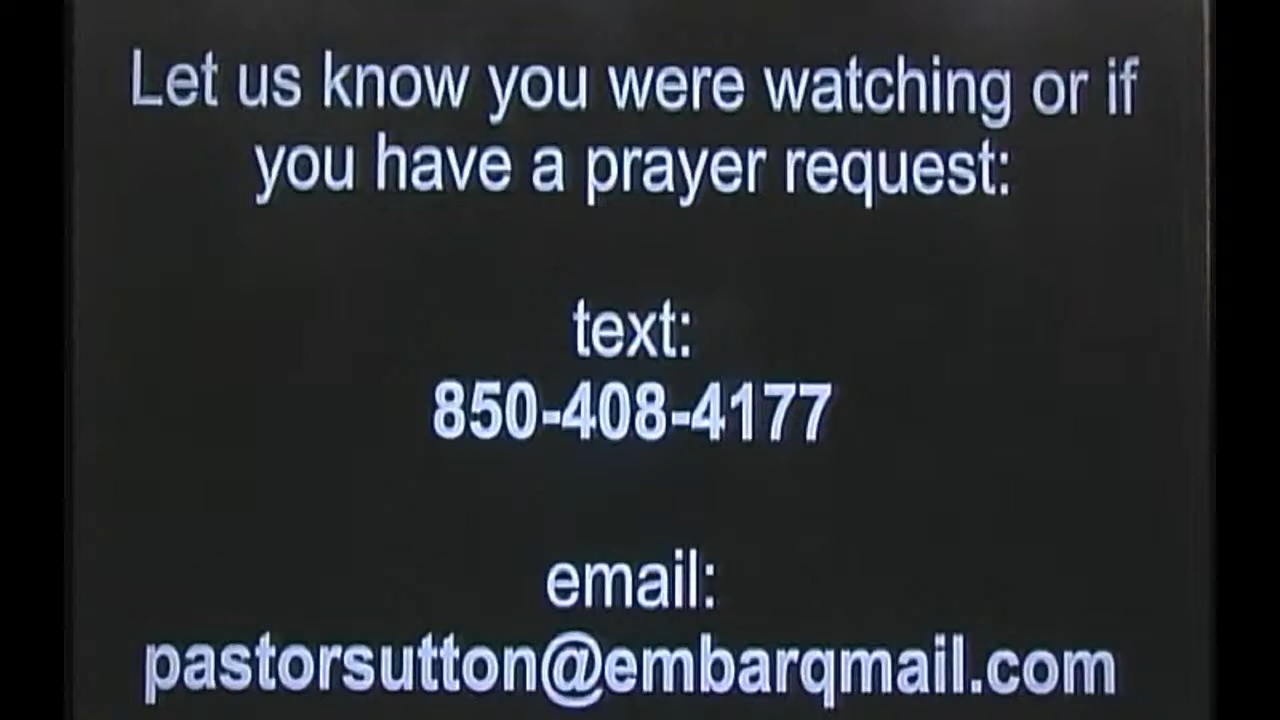 Let us know you were watching or if
you have a prayer request:
text:
850-408-4177
email:
pastorsutton@embarqmail.com